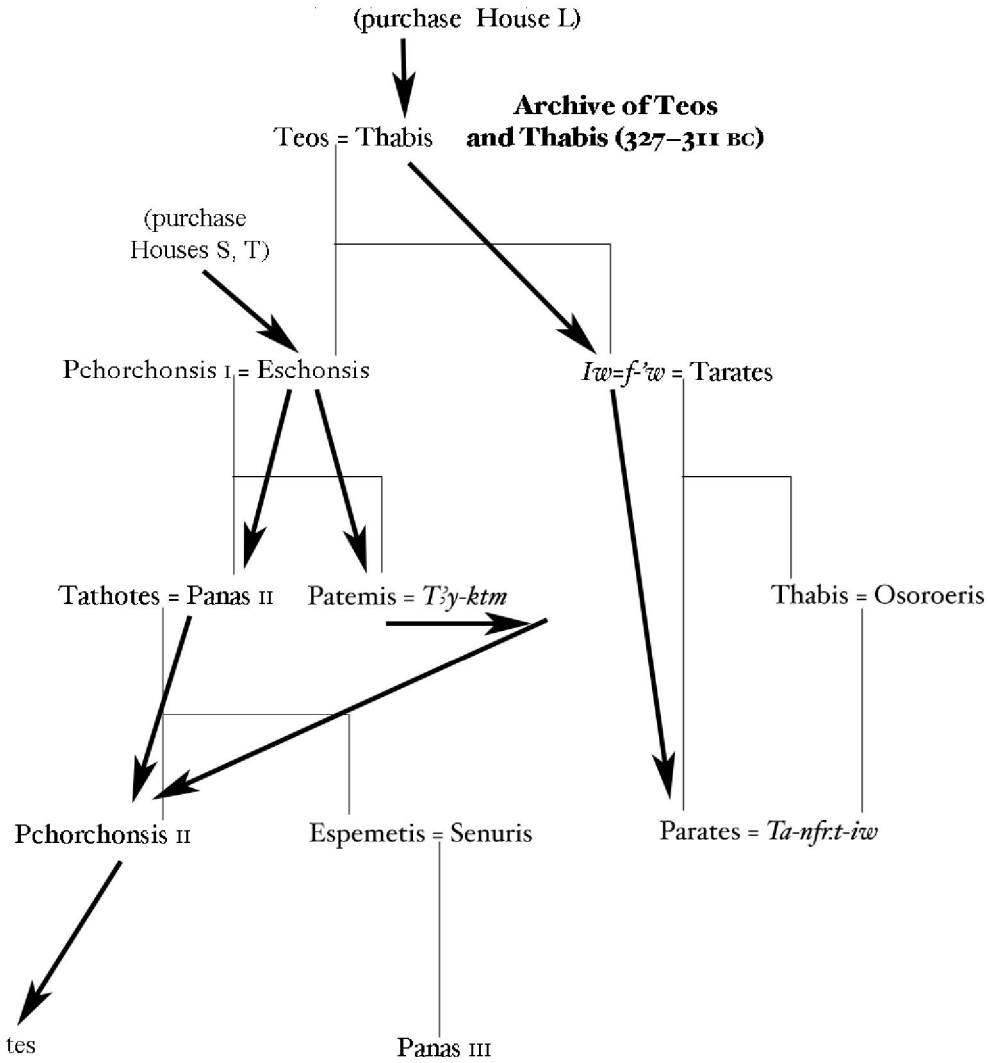 (purchase House L)
Archive of Teos
and Thabis (327–311 BC)
Teos = Thabis
(purchase
Houses S, T)
Pchorchonsis I = Eschonsis
Iw=f-ꜥw = Tarates
Tathotes = Panas II
Patemis = Tꜣy-ktm
Thabis = Osoroeris
Pchorchonsis II
Espemetis = Senuris
Parates = Ta-nfr.t-iw
tes
Panas III